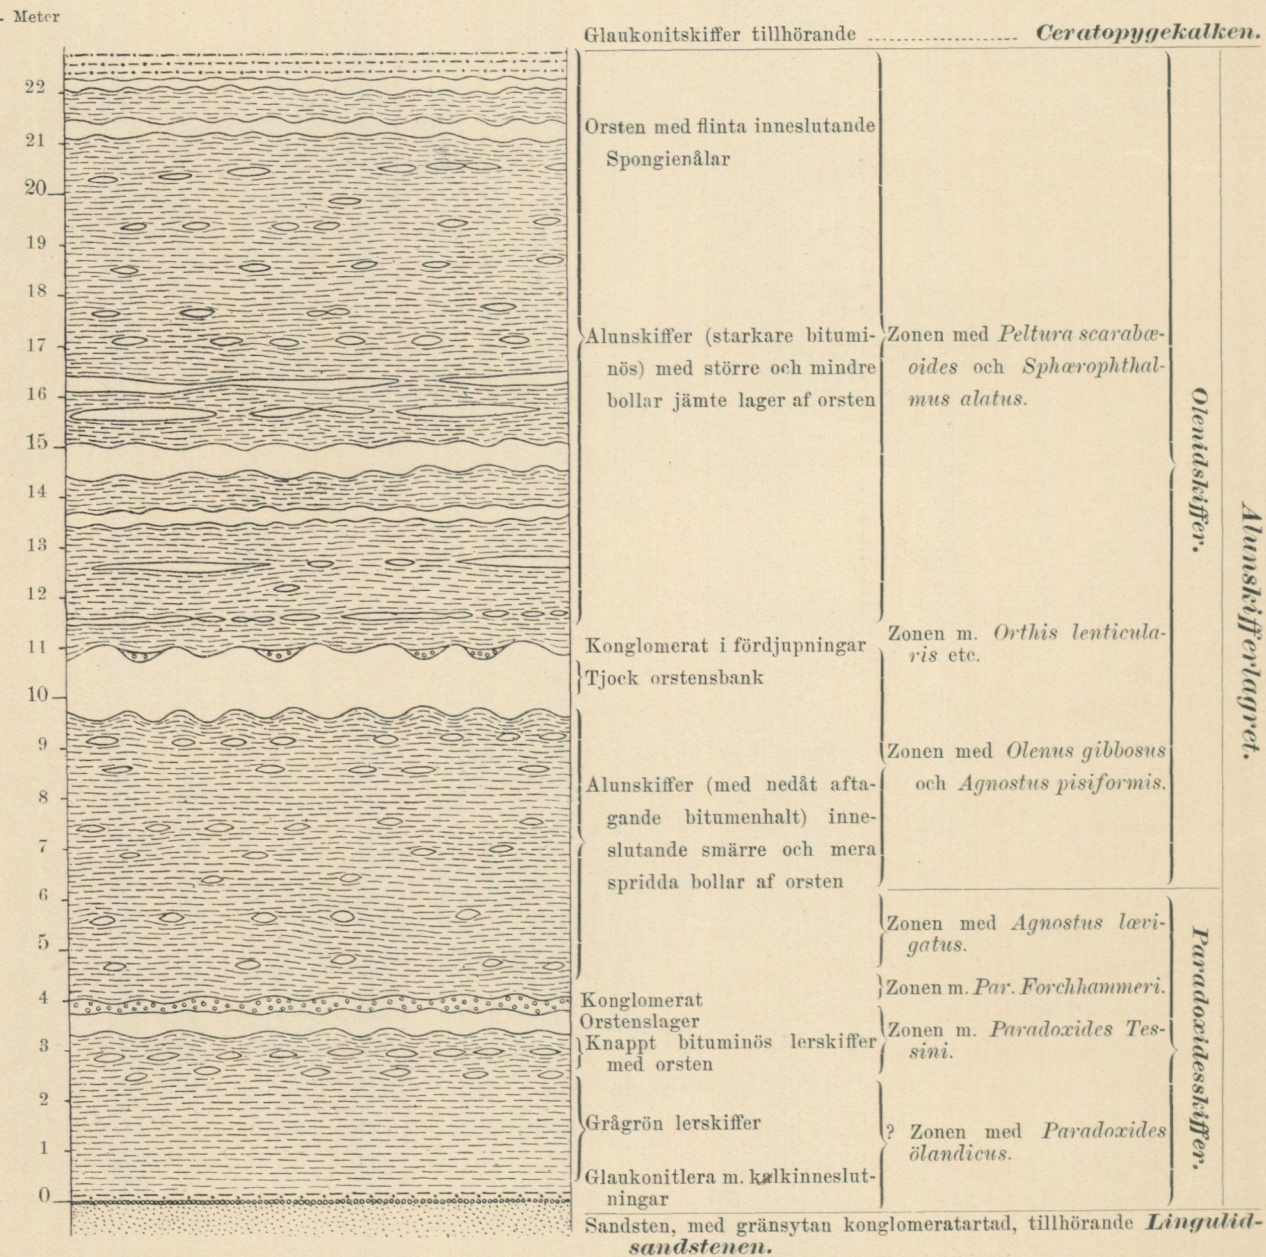 Meter
22
21
20
19
18
17
16
15
14
13
12
11
10
9
8
7
6
5
4
3
2
1
0
Glaukonitskiffer tillhörande ........................ Ceratopygekalken.
Orsten med flinta inneslutande
Spongienålar
Alunskiffer (starkare bitumi-
nös) med större och mindre
bollar jämte lager af orsten
Konglomerat i fördjupningar
Tjock orstensbank
Alunskiffer (med nedåt afta-
gande bitumenhalt) inne-
slutande smärre och mera
spridda bollar af orsten
Konglomerat
Orstenslager
Knappt bituminös lerskiffer
med orsten
Grågrön lerskiffer
Glaukonitlera m. kalkinneslut-
ningar
Zonen med Peltura scarabæ-
oides och Sphærophthal-
mus alatus.
Zonen m. Orthis lenticula-
ris etc.
Zonen med Olenus gibbosus
och Agnostus pisiformis.
Zonen med Agnostus lævi-
gatus.
Zonen m. Par. Forchhammeri.
Zonen m. Paradoxides Tes-
sini.
? Zonen med Paradoxides
ölandicus.
Olenidskiffer.
Paradoxidesskiffer.
Alunskifferlagret.
Sandsten, med gränsytan konglomeratartad, tillhörande Lingulid-
sandstenen.